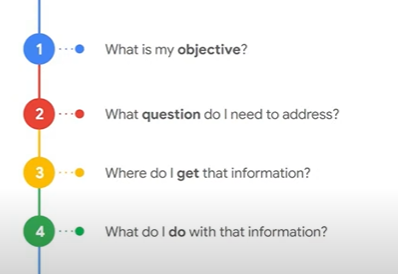 1 What is my objective?
2 What question do I need to address?
3 Where do I get that information?
4 What do I do with that information?